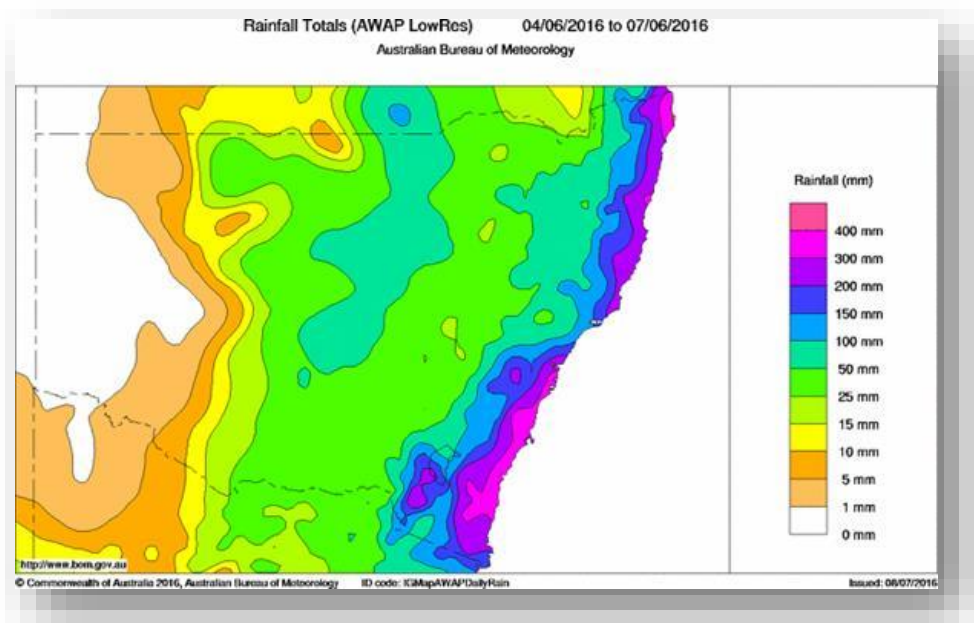 Rainfall Totals (AWAP LowRes) 04/06/2016 to 07/06/2016
Australian Bureau of Meteorology
Rainfall (mm)
400 mm
300 mm
200 mm
150 mm
100 mm
50 mm
25 mm
15 mm
10 mm
5 mm
1 mm
0 mm
http://www.bom.gov.au
© Commonwealth of Australia 2016, Australian Bureau of Meteorology ID code: IGMapAWAPDailyRain Issued: 08/07/2016